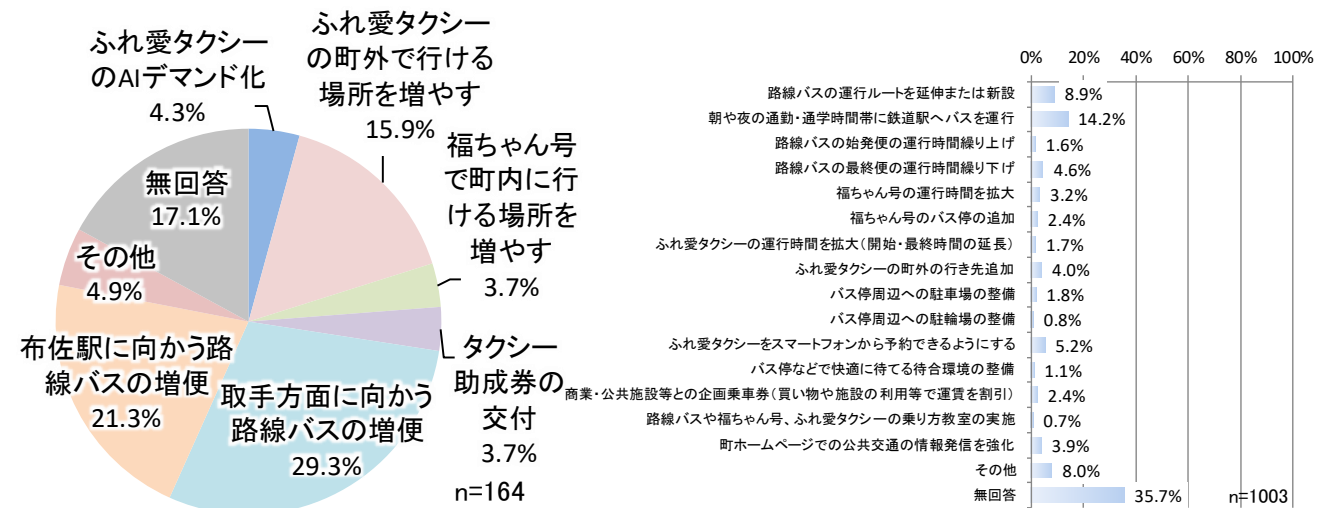 ふれ愛タクシー
のAIデマンド化
4.3%
ふれ愛タクシー
の町外で行ける
場所を増やす
15.9%
福ちゃん号
で町内に行
ける場所を
増やす
3.7%
タクシー
助成券の
交付
3.7%
取手方面に向かう
路線バスの増便
29.3%
布佐駅に向かう路
線バスの増便
21.3%
その他
4.9%
無回答
17.1%
n=164
0% 20% 40% 60% 80% 100%
路線バスの運行ルートを延伸または新設 8.9%
朝や夜の通勤・通学時間帯に鉄道駅へバスを運行 14.2%
路線バスの始発便の運行時間繰り上げ 1.6%
路線バスの最終便の運行時間繰り下げ 4.6%
福ちゃん号の運行時間を拡大 3.2%
福ちゃん号のバス停の追加 2.4%
ふれ愛タクシーの運行時間を拡大(開始・最終時間の延長) 1.7%
ふれ愛タクシーの町外の行き先追加 4.0%
バス停周辺への駐車場の整備 1.8%
バス停周辺への駐輪場の整備 0.8%
ふれ愛タクシーをスマートフォンから予約できるようにする 5.2%
バス停などで快適に待てる待合環境の整備 1.1%
商業・公共施設等との企画乗車券(買い物や施設の利用等で運賃を割引) 2.4%
路線バスや福ちゃん号、ふれ愛タクシーの乗り方教室の実施 0.7%
町ホームページでの公共交通の情報発信を強化 3.9%
その他 8.0%
無回答 35.7%
n=1003